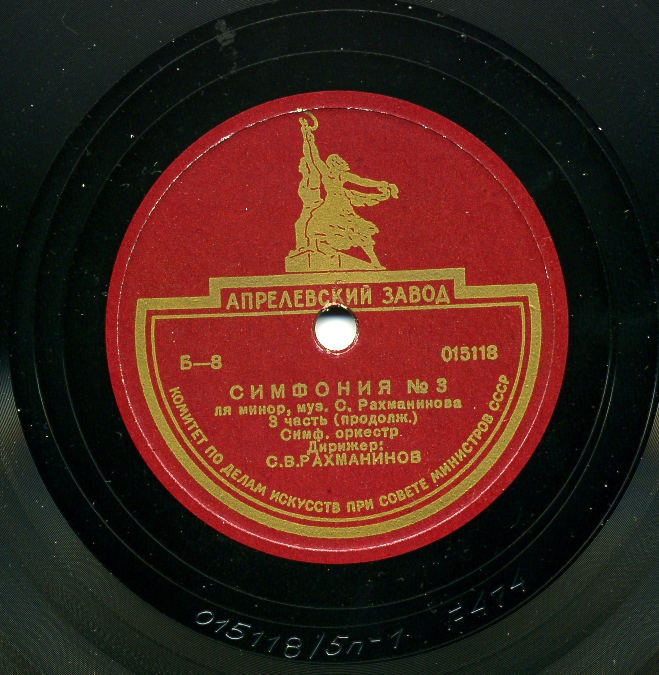 АПРЕЛЕВСКИЙ ЗАВОД
Б—8
015118
СИМФОНИЯ № 3
ля минор, муз. С. Рахманинова
3 часть (продолж.)
Симф. оркестр
Дирижер:
С.В.РАХМАНИНОВ
КОМИТЕТ ПО ДЕЛАМ ИСКУССТВ ПРИ СОВЕТЕ МИНИСТРОВ СССР
015118/5п-1